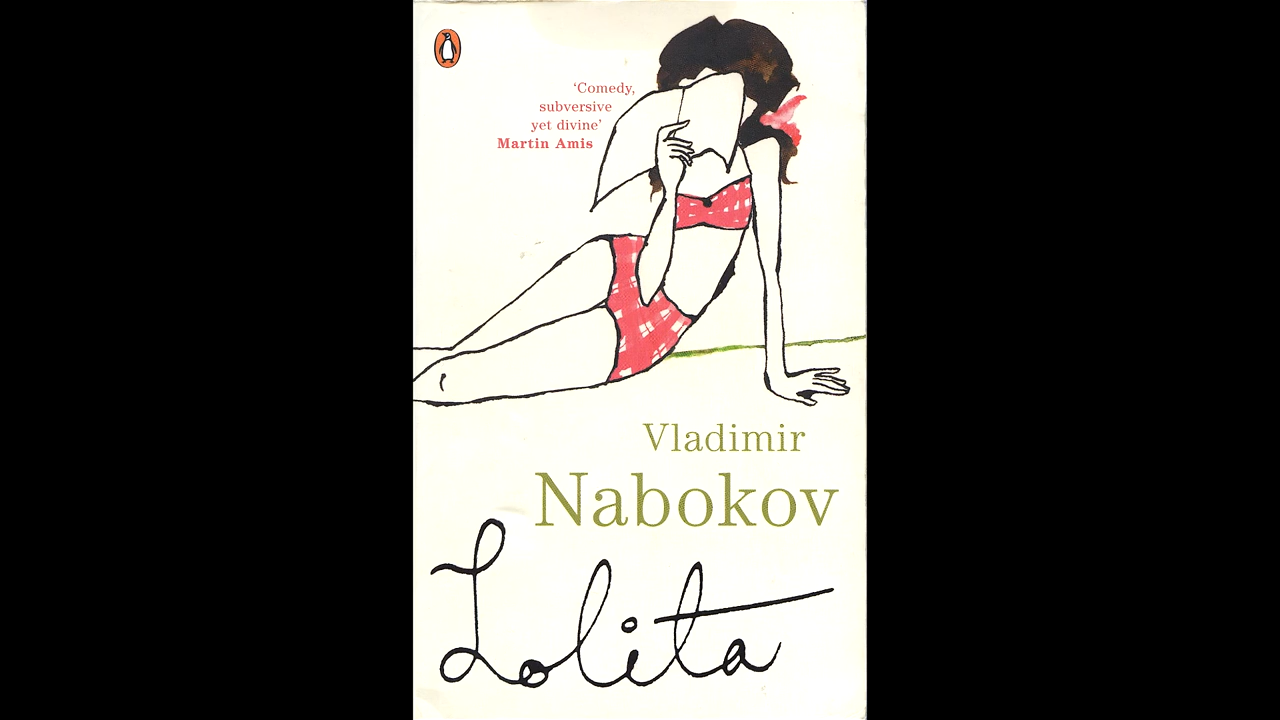 ‘Comedy,
subversive
yet divine’
Martin Amis
Vladimir
Nabokov
Lolita